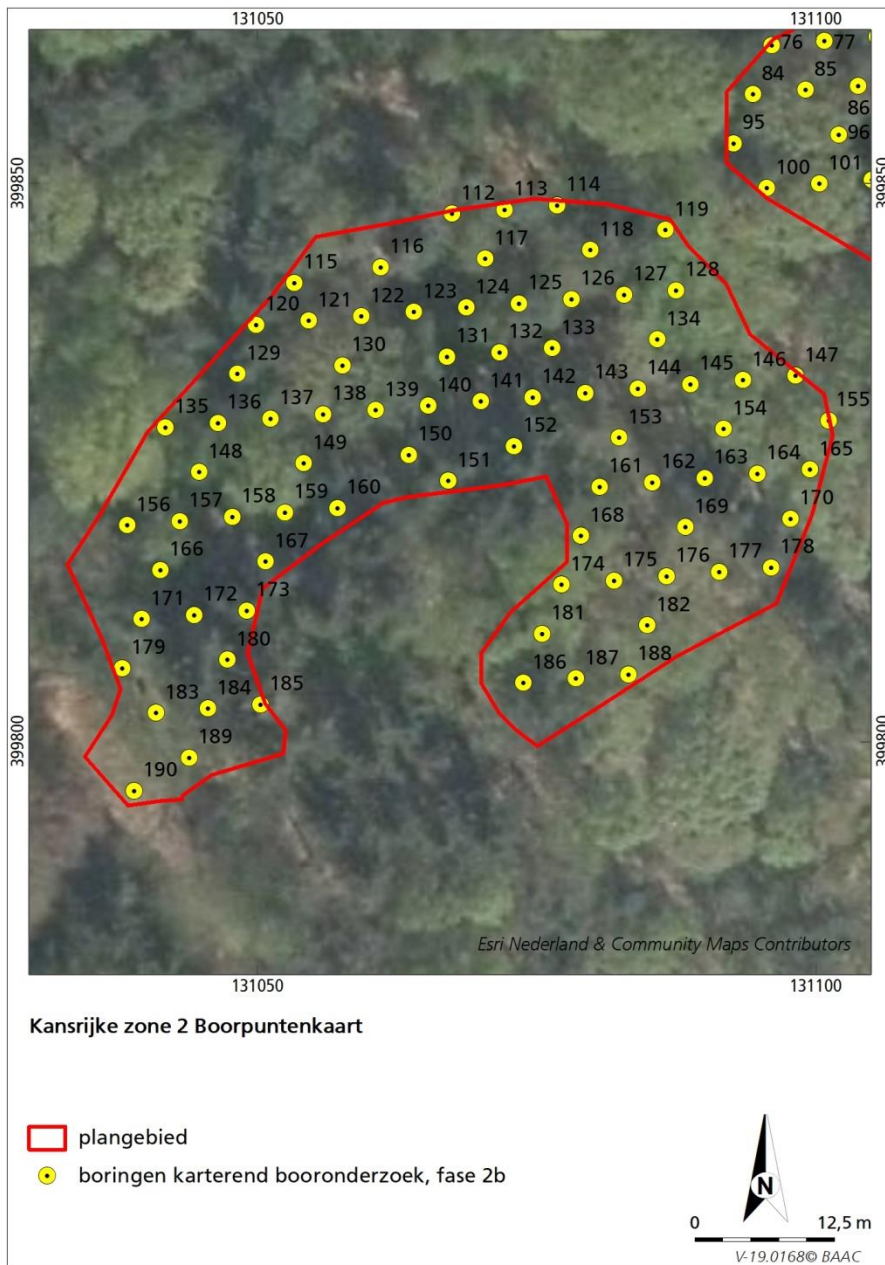 131050 131100
76 77
84 85
86
95 96
399850 399850
100 101
112 113 114
119
116 117 118
115
128
126 127
123 124 125
120 121 122
134
131 132 133
129 130
147
145 146
142 143 144
139 140 141
137 138
135 136
155
153 154
152
149 150
148
165
163 164
161 162
151
159 160
156 157 158
170
169
168
166 167
178
176 177
174 175
172 173
171
182
181
180
179
188
186 187
183 184 185
399800 399800
189
190
Esri Nederland & Community Maps Contributors
131050 131100
Kansrijke zone 2 Boorpuntenkaart
plangebied
boringen karterend booronderzoek, fase 2b
N
0 12,5 m
V-19.0168© BAAC